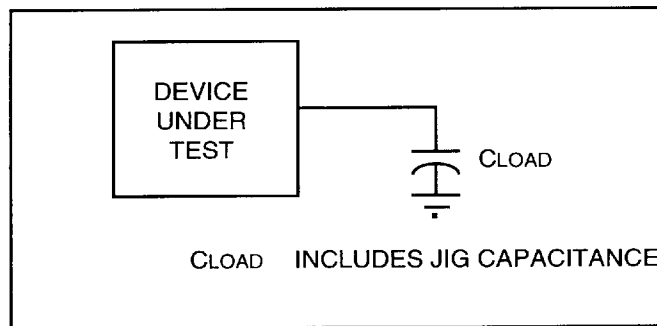 DEVICE
UNDER
TEST
CLOAD
CLOAD INCLUDES JIG CAPACITANCE